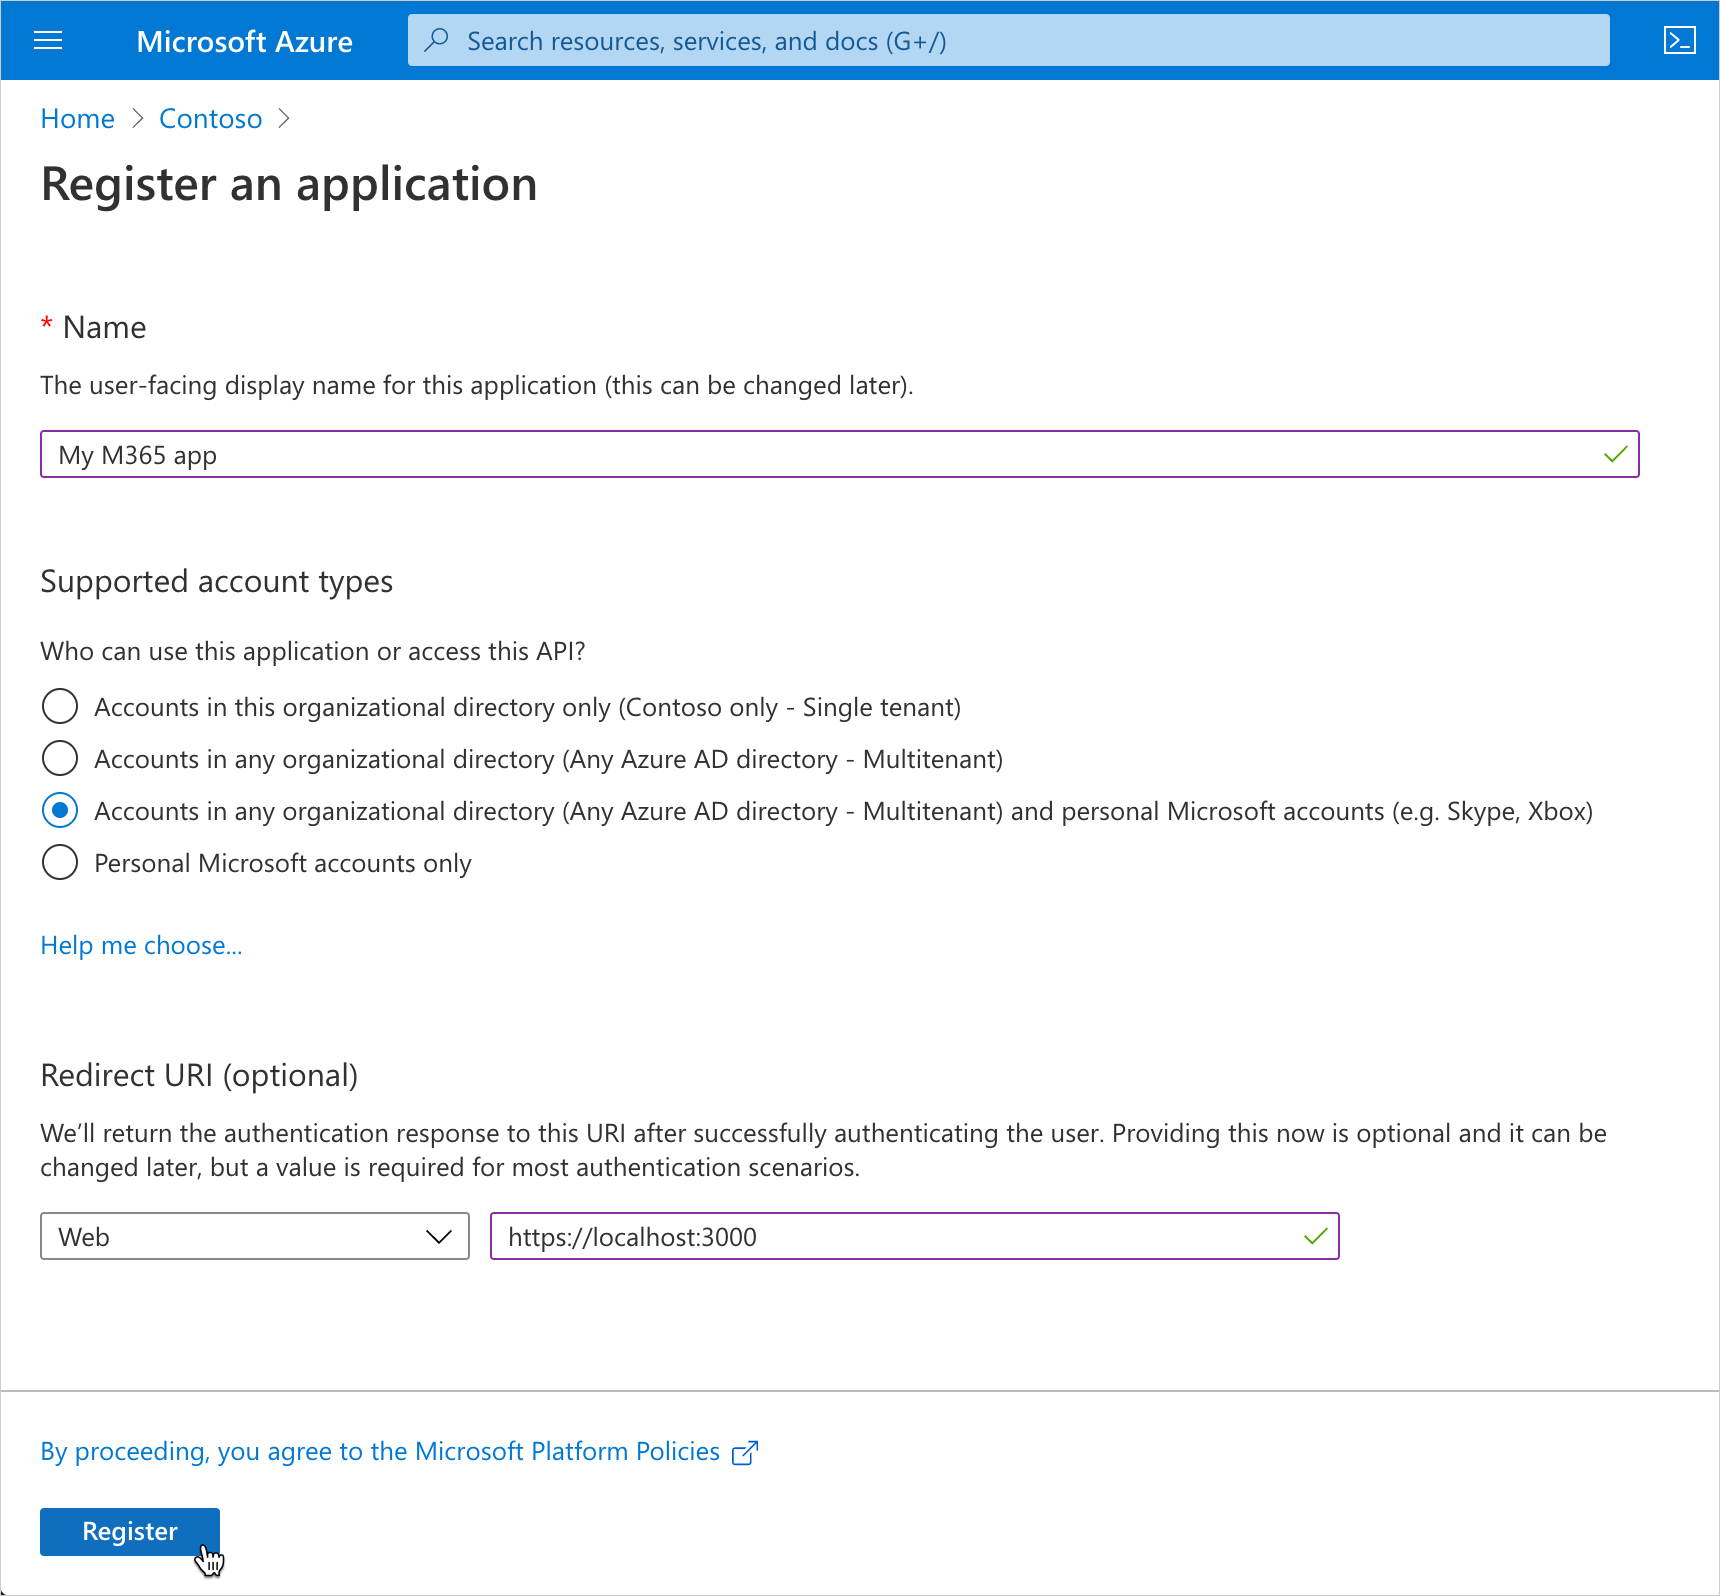 Microsoft Azure
Search resources, services, and docs (G+/)
Home > Contoso >
Register an application
* Name
The user-facing display name for this application (this can be changed later).
My M365 app
Supported account types
Who can use this application or access this API?
Accounts in this organizational directory only (Contoso only - Single tenant)
Accounts in any organizational directory (Any Azure AD directory - Multitenant)
Accounts in any organizational directory (Any Azure AD directory - Multitenant) and personal Microsoft accounts (e.g. Skype, Xbox)
Personal Microsoft accounts only
Help me choose...
Redirect URI (optional)
We’ll return the authentication response to this URI after successfully authenticating the user. Providing this now is optional and it can be
changed later, but a value is required for most authentication scenarios.
Web
https://localhost:3000
By proceeding, you agree to the Microsoft Platform Policies
Register